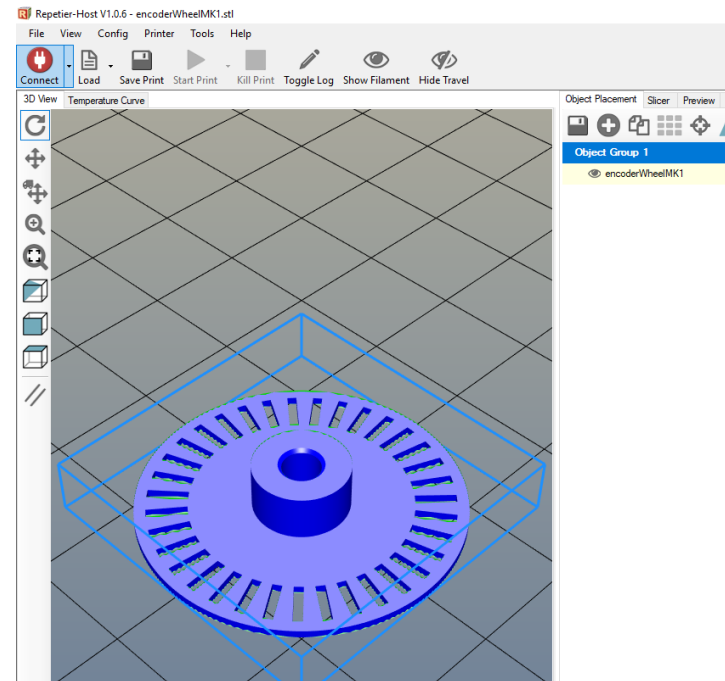 Repetier-Host V1.0.6 - encoderWheelMK1.stl
File View Config Printer Tools Help
Connect Load Save Print Start Print Kill Print Toggle Log Show Filament Hide Travel
3D View Temperature Curve
Object Placement Slicer Preview
Object Group 1
encoderWheelMK1